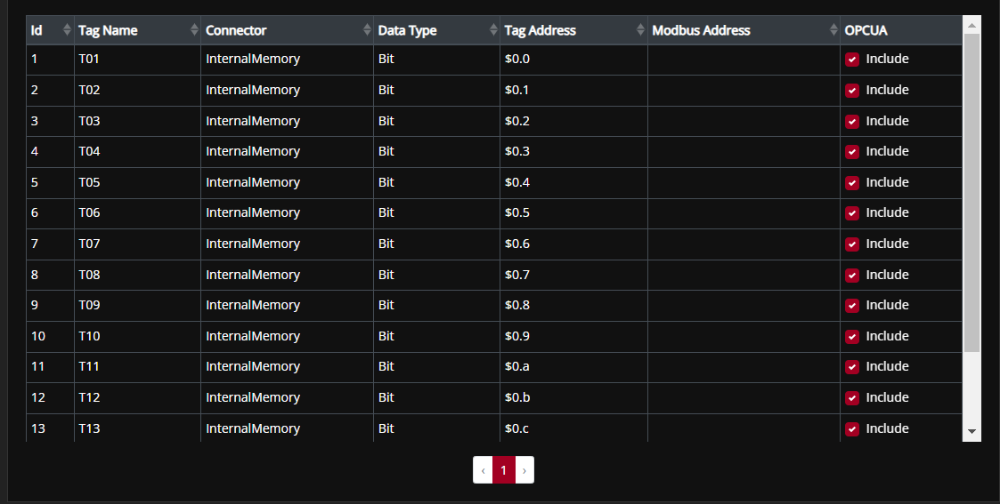 Id Tag Name Connector Data Type Tag Address Modbus Address OPCUA
1 T01 InternalMemory Bit $0.0 Include
2 T02 InternalMemory Bit $0.1 Include
3 T03 InternalMemory Bit $0.2 Include
4 T04 InternalMemory Bit $0.3 Include
5 T05 InternalMemory Bit $0.4 Include
6 T06 InternalMemory Bit $0.5 Include
7 T07 InternalMemory Bit $0.6 Include
8 T08 InternalMemory Bit $0.7 Include
9 T09 InternalMemory Bit $0.8 Include
10 T10 InternalMemory Bit $0.9 Include
11 T11 InternalMemory Bit $0.a Include
12 T12 InternalMemory Bit $0.b Include
13 T13 InternalMemory Bit $0.c Include
‹ 1 ›